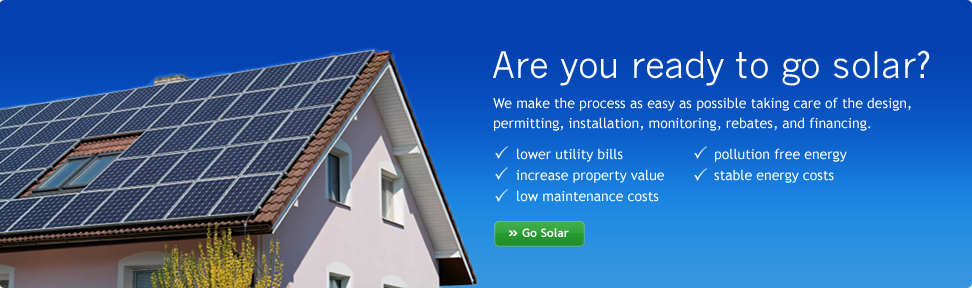 Are you ready to go solar?
We make the process as easy as possible taking care of the design,
permitting, installation, monitoring, rebates, and financing.
✓ lower utility bills
✓ increase property value
✓ low maintenance costs
✓ pollution free energy
✓ stable energy costs
» Go Solar